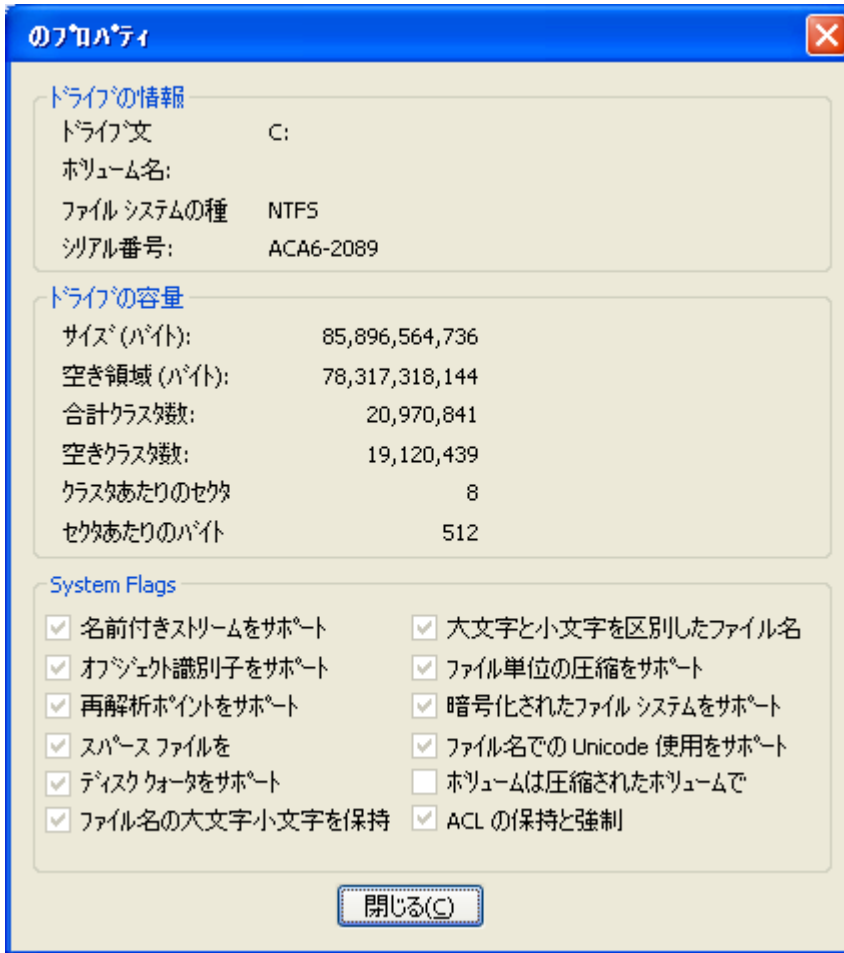 のプロパティ
ドライブの情報
ドライブ文 C:
ボリューム名:
ファイル システムの種 NTFS
シリアル番号: ACA6-2089
ドライブの容量
サイズ (バイト): 85,896,564,736
空き領域 (バイト): 78,317,318,144
合計クラスタ数: 20,970,841
空きクラスタ数: 19,120,439
クラスタあたりのセクタ 8
セクタあたりのバイト 512
System Flags
名前付きストリームをサポート 大文字と小文字を区別したファイル名
オブジェクト識別子をサポート ファイル単位の圧縮をサポート
再解析ポイントをサポート 暗号化されたファイル システムをサポート
スパース ファイルを ファイル名での Unicode 使用をサポート
ディスク クォータをサポート ボリュームは圧縮されたボリュームで
ファイル名の大文字小文字を保持 ACL の保持と強制
閉じる(C)